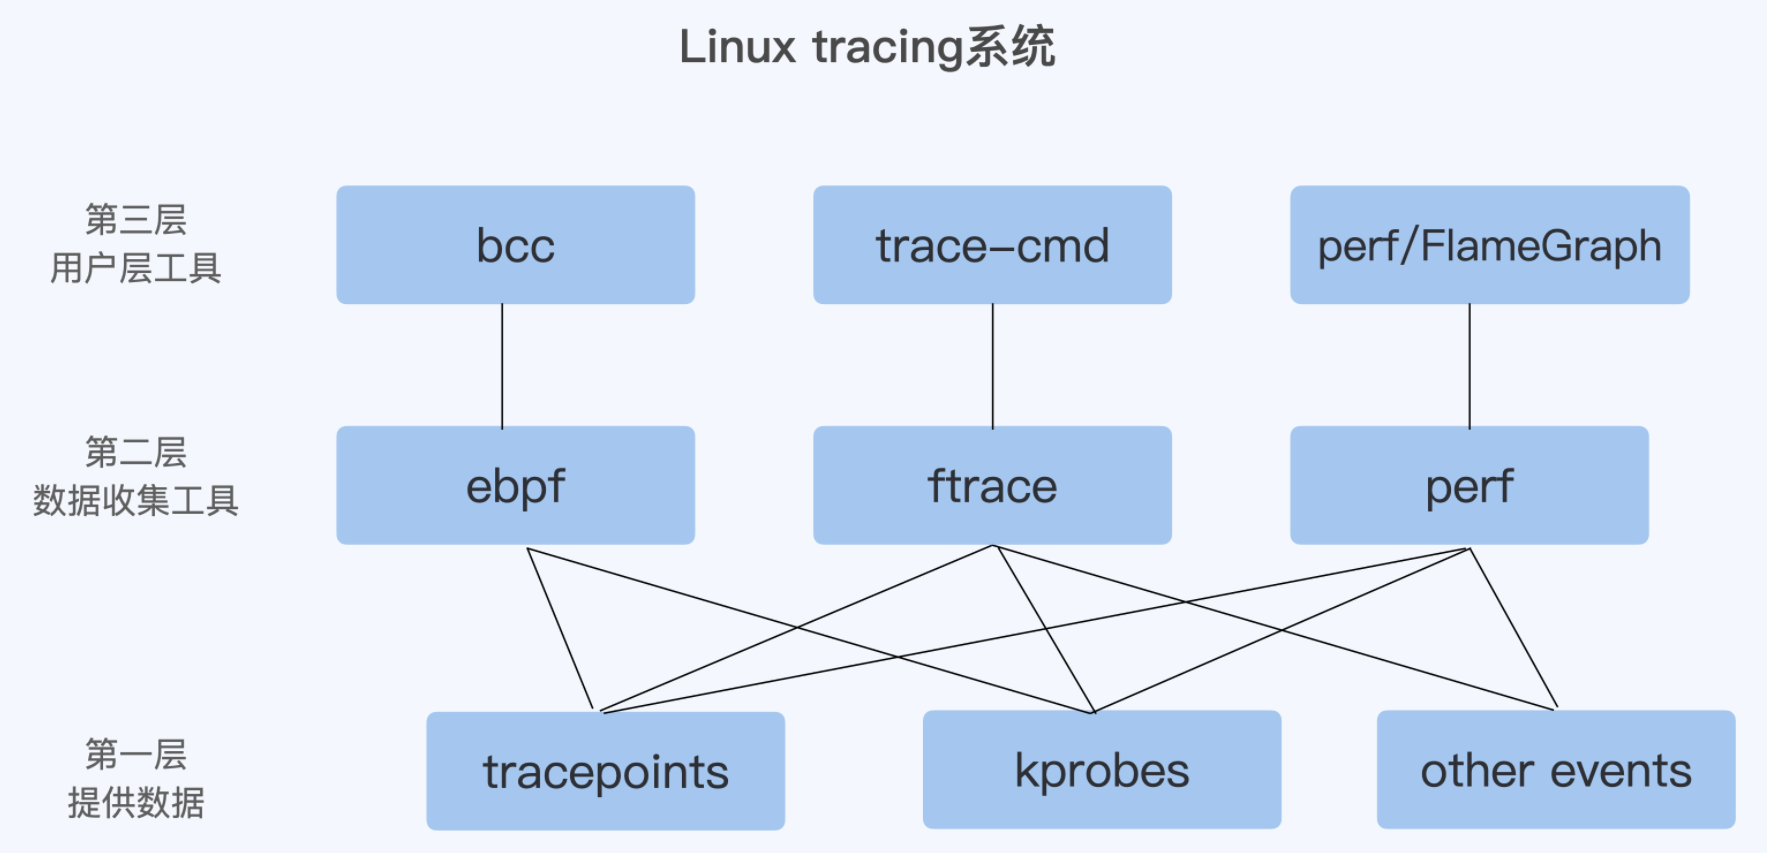 Linux tracing系统
第三层
用户层工具
bcc
trace-cmd
perf/FlameGraph
第二层
数据收集工具
ebpf
ftrace
perf
第一层
提供数据
tracepoints
kprobes
other events